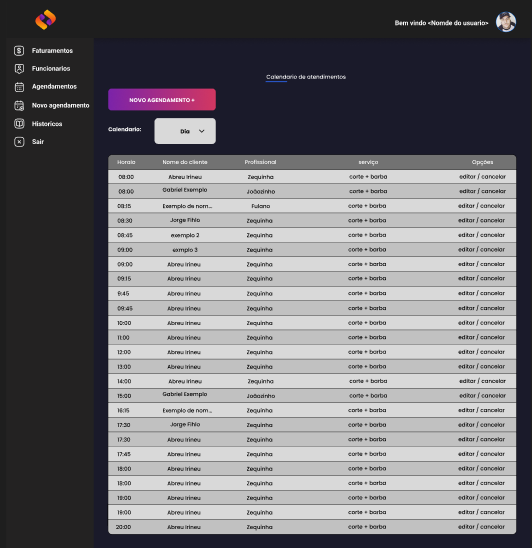 Bem vindo <Nomde do usuario>
Faturamentos
Funcionarios
Agendamentos
Novo agendamento
Historicos
Sair
Calendario de atendimentos
NOVO AGENDAMENTO +
Calendario:
Dia
Horaio Nome do cliente Profissional serviço Opções
08:00 Abreu Irineu Zequinha corte + barba editar / cancelar
08:00 Gabriel Exemplo Joãozinho corte + barba editar / cancelar
08:15 Exemplo de nom... Fulano corte + barba editar / cancelar
08:30 Jorge Fihlo Zequinha corte + barba editar / cancelar
08:45 exemplo 2 Zequinha corte + barba editar / cancelar
09:00 exmplo 3 Zequinha corte + barba editar / cancelar
09:00 Abreu Irineu Zequinha corte + barba editar / cancelar
09:15 Abreu Irineu Zequinha corte + barba editar / cancelar
9:45 Abreu Irineu Zequinha corte + barba editar / cancelar
09:45 Abreu Irineu Zequinha corte + barba editar / cancelar
10:00 Abreu Irineu Zequinha corte + barba editar / cancelar
11:00 Abreu Irineu Zequinha corte + barba editar / cancelar
12:00 Abreu Irineu Zequinha corte + barba editar / cancelar
13:00 Abreu Irineu Zequinha corte + barba editar / cancelar
14:00 Abreu Irineu Zequinha corte + barba editar / cancelar
15:00 Gabriel Exemplo Joãozinho corte + barba editar / cancelar
16:15 Exemplo de nom... Zequinha corte + barba editar / cancelar
17:30 Jorge Fihlo Zequinha corte + barba editar / cancelar
17:30 Abreu Irineu Zequinha corte + barba editar / cancelar
17:45 Abreu Irineu Zequinha corte + barba editar / cancelar
18:00 Abreu Irineu Zequinha corte + barba editar / cancelar
18:00 Abreu Irineu Zequinha corte + barba editar / cancelar
19:00 Abreu Irineu Zequinha corte + barba editar / cancelar
19:00 Abreu Irineu Zequinha corte + barba editar / cancelar
20:00 Abreu Irineu Zequinha corte + barba editar / cancelar